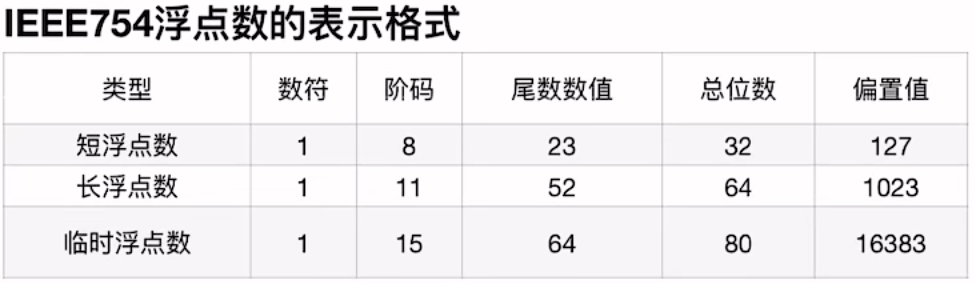 IEEE754浮点数的表示格式
类型 数符 阶码 尾数数值 总位数 偏置值
短浮点数 1 8 23 32 127
长浮点数 1 11 52 64 1023
临时浮点数 1 15 64 80 16383